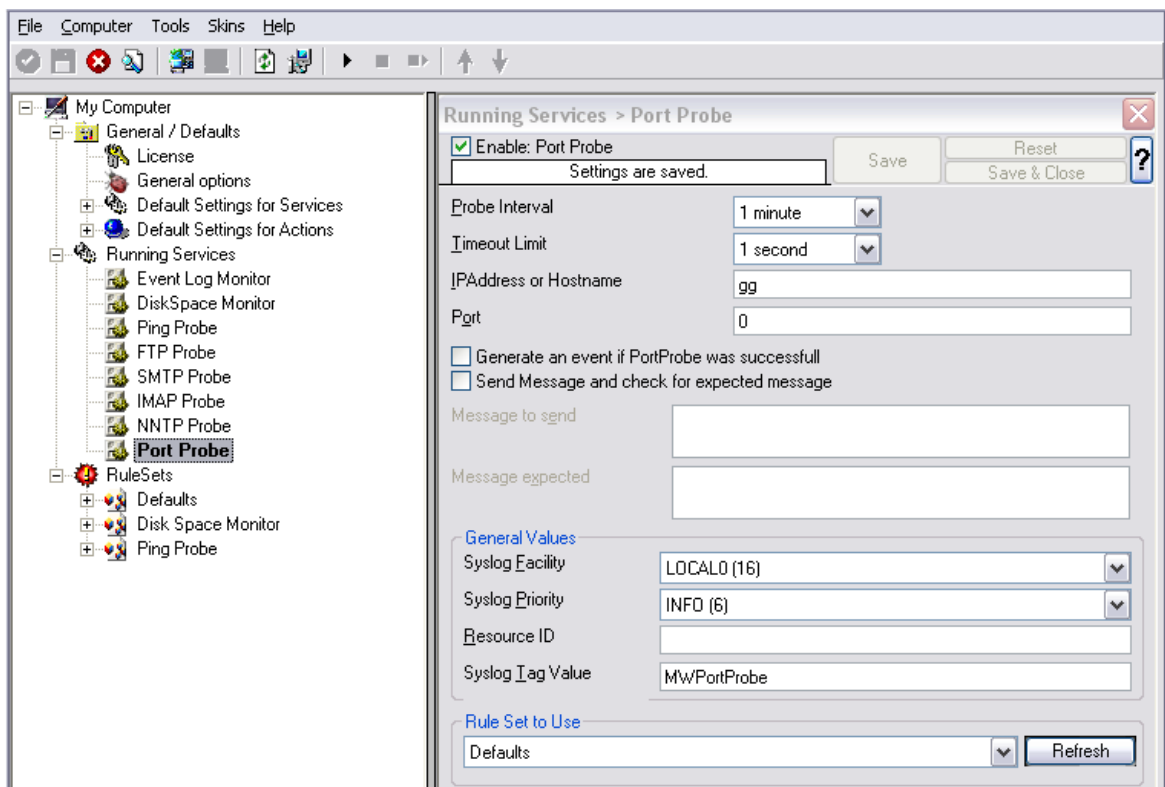 File Computer Tools Skins Help
My Computer
General / Defaults
License
General options
Default Settings for Services
Default Settings for Actions
Running Services
Event Log Monitor
DiskSpace Monitor
Ping Probe
FTP Probe
SMTP Probe
IMAP Probe
NNTP Probe
Port Probe
RuleSets
Defaults
Disk Space Monitor
Ping Probe
Running Services > Port Probe
Enable: Port Probe
Settings are saved.
Save
Reset
Save & Close
?
Probe Interval
1 minute
Timeout Limit
1 second
IPAddress or Hostname
gg
Port
0
Generate an event if PortProbe was successfull
Send Message and check for expected message
Message to send
Message expected
General Values
Syslog Facility
LOCAL0 (16)
Syslog Priority
INFO (6)
Resource ID
Syslog Tag Value
MWPortProbe
Rule Set to Use
Defaults
Refresh